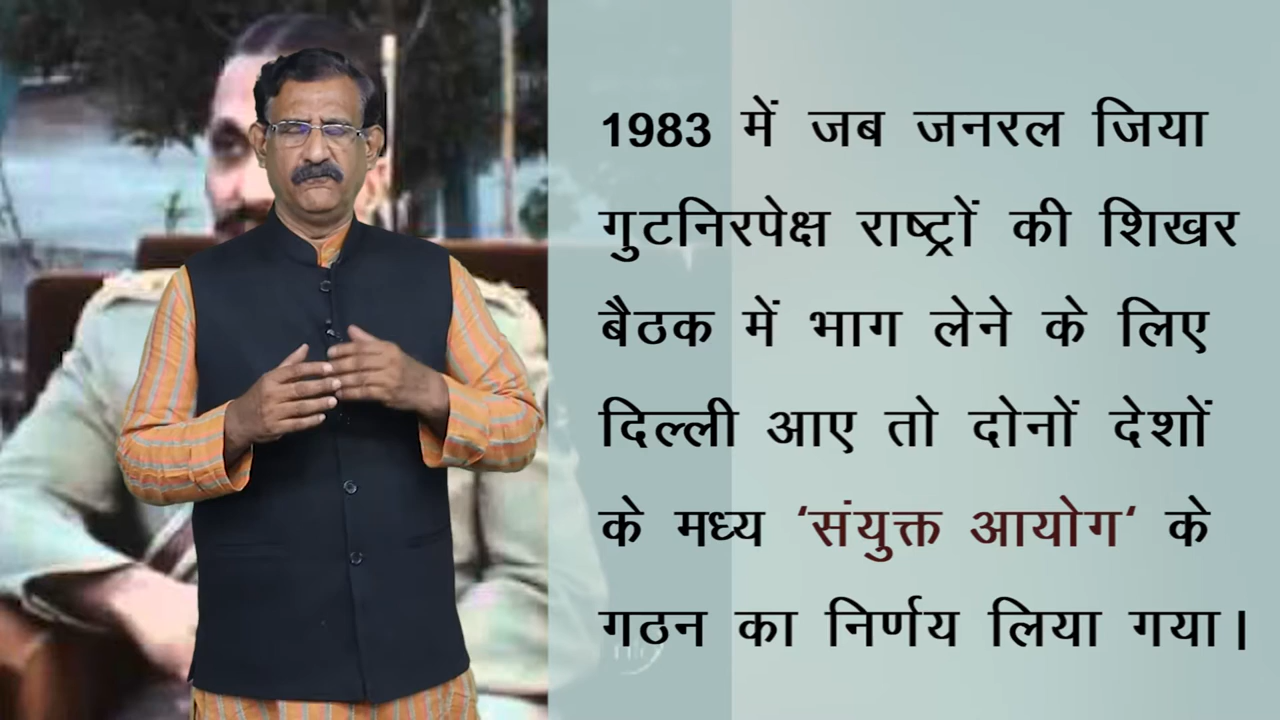 1983 में जब जनरल जिया
गुटनिरपेक्ष राष्ट्रों की शिखर
बैठक में भाग लेने के लिए
दिल्ली आए तो दोनों देशों
के मध्य ‘संयुक्त आयोग‘ के
गठन का निर्णय लिया गया।